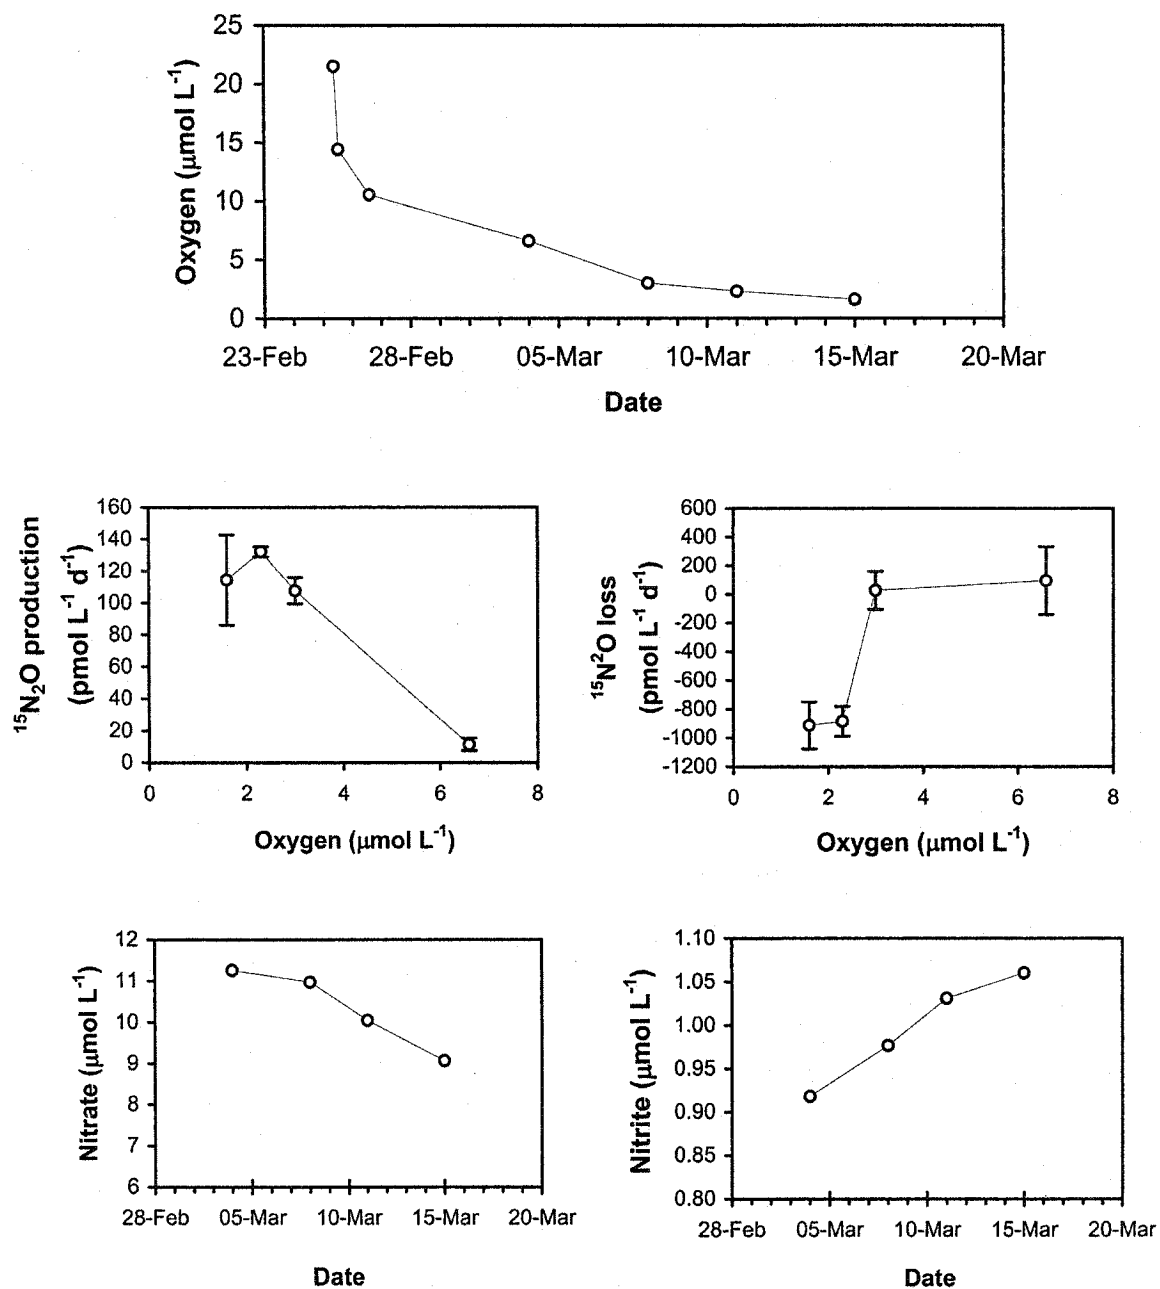 25
20
15
10
5
0
Oxygen (μmol L⁻¹)
23-Feb 28-Feb 05-Mar 10-Mar 15-Mar 20-Mar
Date
160
140
120
100
80
60
40
20
0
¹⁵N₂O production
(pmol L⁻¹ d⁻¹)
0 2 4 6 8
Oxygen (μmol L⁻¹)
600
400
200
0
-200
-400
-600
-800
-1000
-1200
¹⁵N²O loss
(pmol L⁻¹ d⁻¹)
0 2 4 6 8
Oxygen (μmol L⁻¹)
12
11
10
9
8
7
6
Nitrate (μmol L⁻¹)
28-Feb 05-Mar 10-Mar 15-Mar 20-Mar
Date
1.10
1.05
1.00
0.95
0.90
0.85
0.80
Nitrite (μmol L⁻¹)
28-Feb 05-Mar 10-Mar 15-Mar 20-Mar
Date